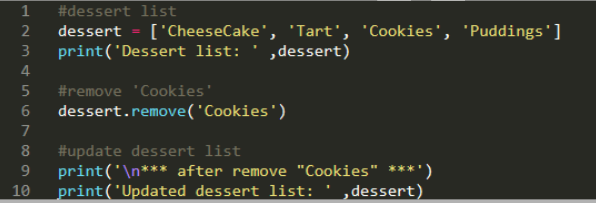 1 #dessert list
2 dessert = ['CheeseCake', 'Tart', 'Cookies', 'Puddings']
3 print('Dessert list: ' ,dessert)
4
5 #remove 'Cookies'
6 dessert.remove('Cookies')
7
8 #update dessert list
9 print('\n*** after remove "Cookies" ***')
10 print('Updated dessert list: ' ,dessert)